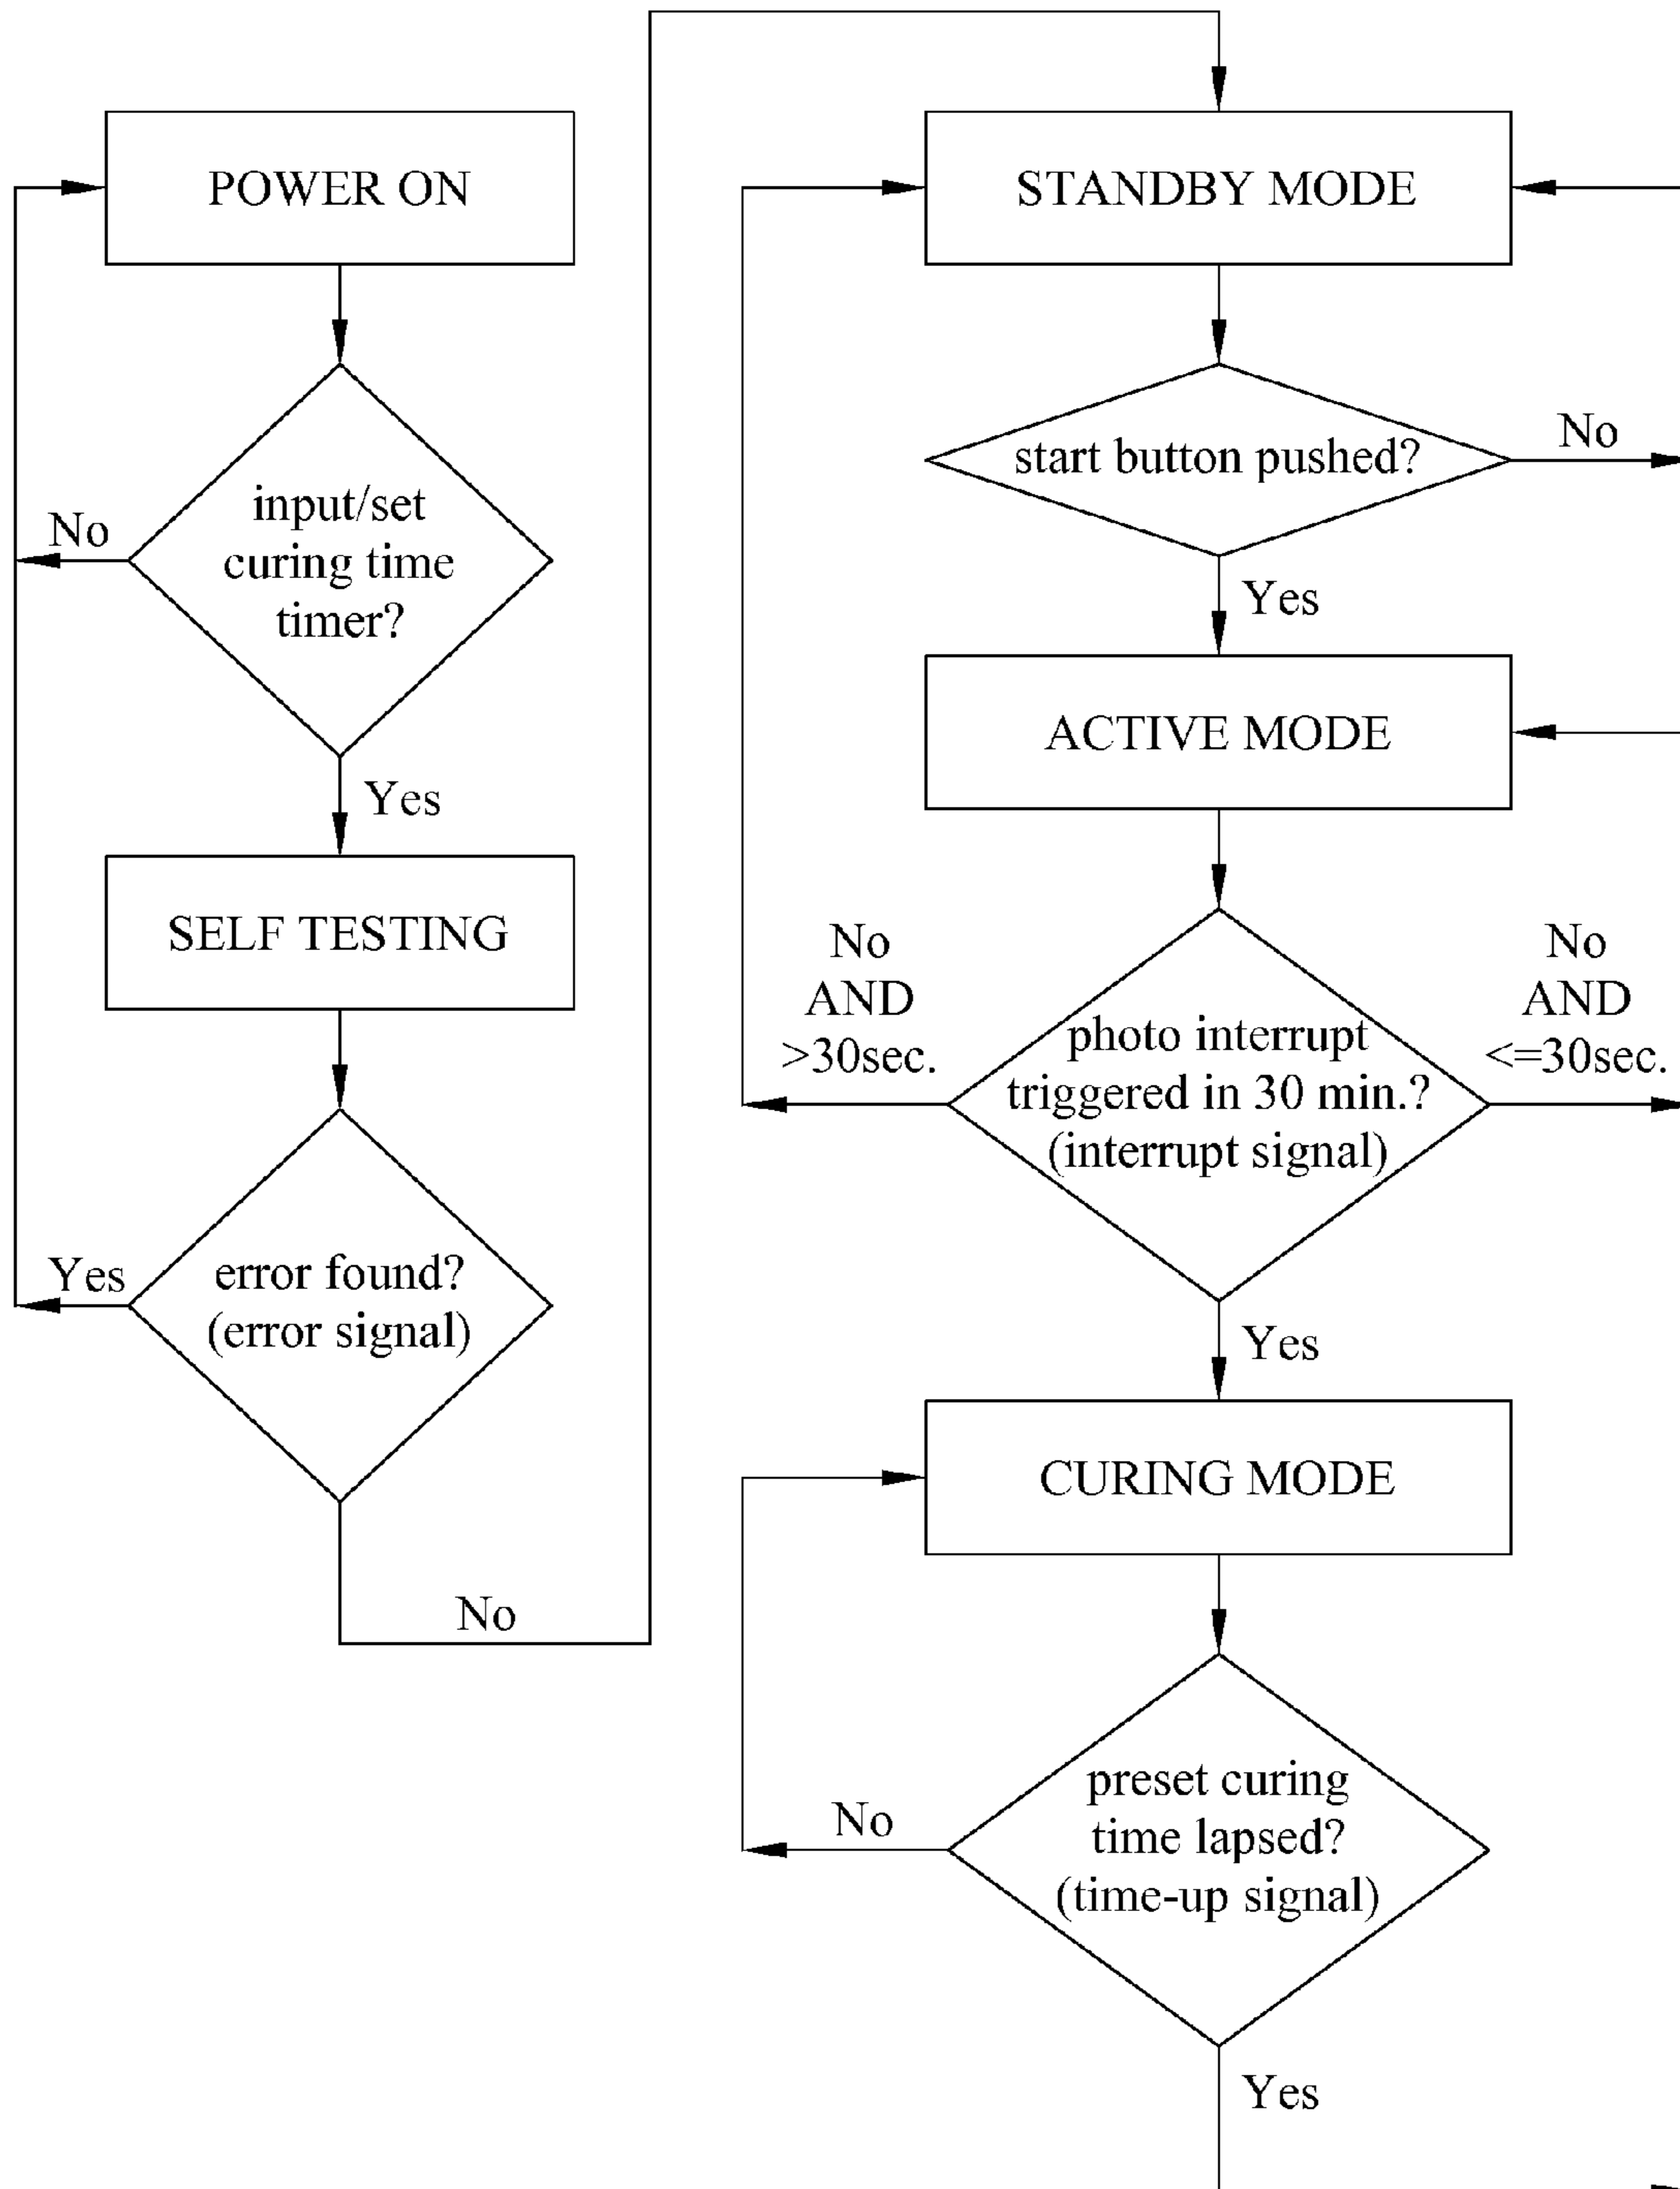 POWER ON
input/set
curing time
timer?
No
Yes
SELF TESTING
error found?
(error signal)
Yes
No
STANDBY MODE
start button pushed?
No
Yes
ACTIVE MODE
photo interrupt
triggered in 30 min.?
(interrupt signal)
No
AND
>30sec.
No
AND
<=30sec.
Yes
CURING MODE
preset curing
time lapsed?
(time-up signal)
No
Yes